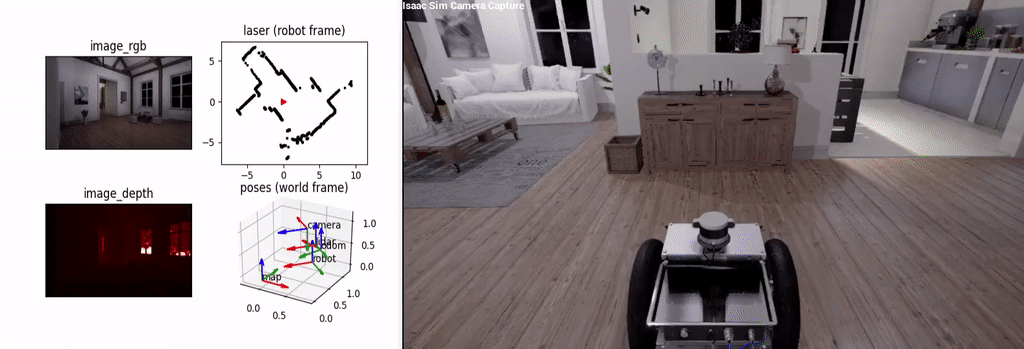 Isaac Sim Camera Capture
image_rgb
laser (robot frame)
5
0
−5
−5
0
5
10
image_depth
poses (world frame)
camera
odom
robot
map
1.0
0.5
0.0
0.0
0.5
0.0
0.5
1.0